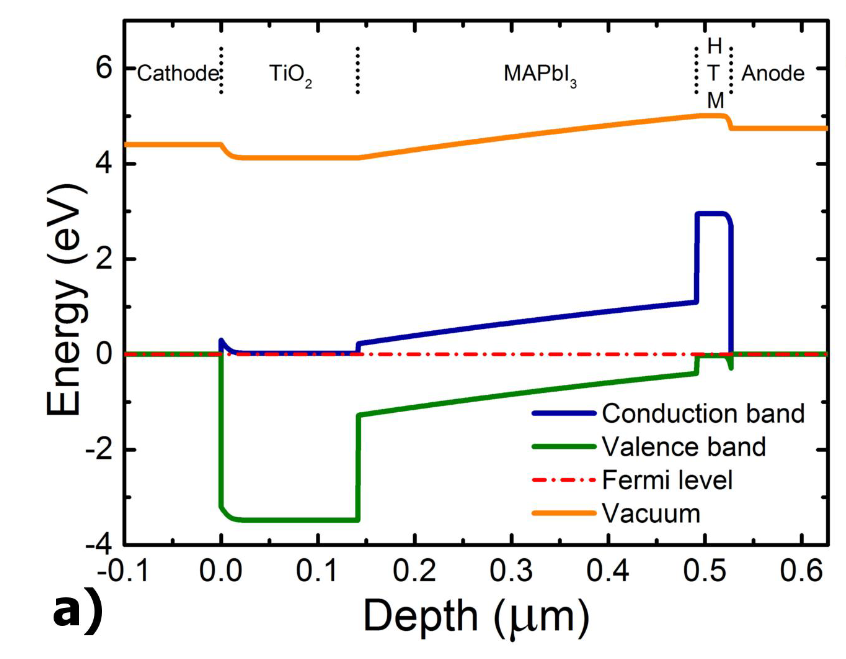 Cathode
TiO₂
MAPbI₃
H
T
M
Anode
6
4
2
0
-2
-4
Energy (eV)
Conduction band
Valence band
Fermi level
Vacuum
-0.1 0.0 0.1 0.2 0.3 0.4 0.5 0.6
Depth (μm)
a)